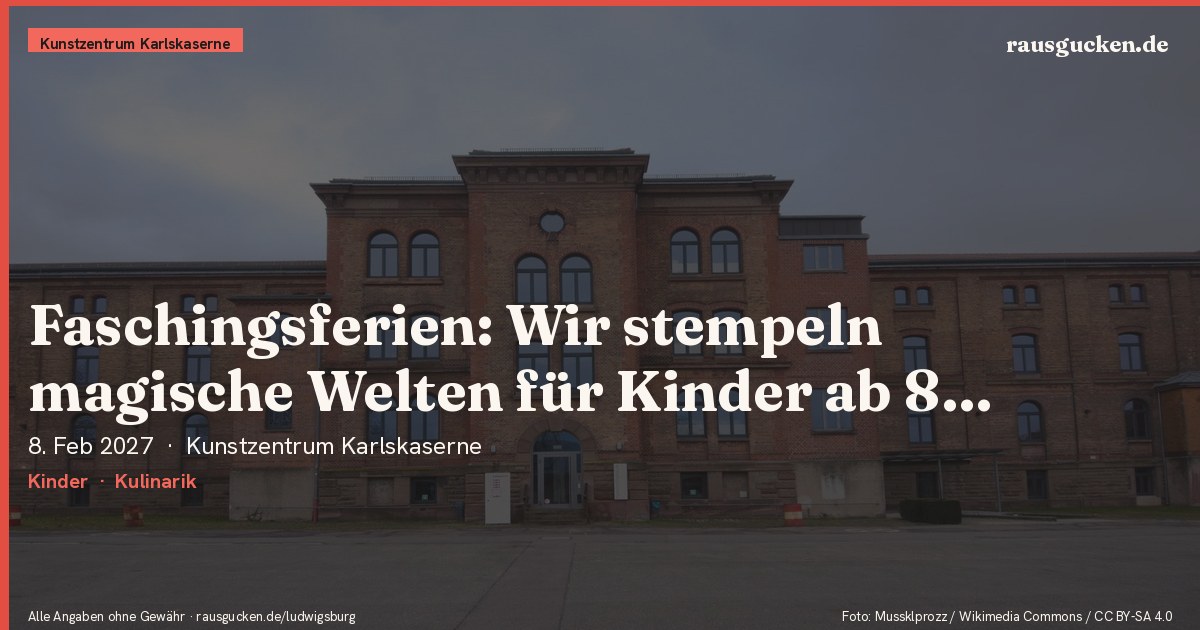 Kunstzentrum Karlskaserne
rausgucken.de
Faschingsferien: Wir stempeln
magische Welten für Kinder ab 8...
8. Feb 2027 · Kunstzentrum Karlskaserne
Kinder · Kulinarik
Alle Angaben ohne Gewähr · rausgucken.de/ludwigsburg
Foto: Mussklprozz / Wikimedia Commons / CC BY-SA 4.0